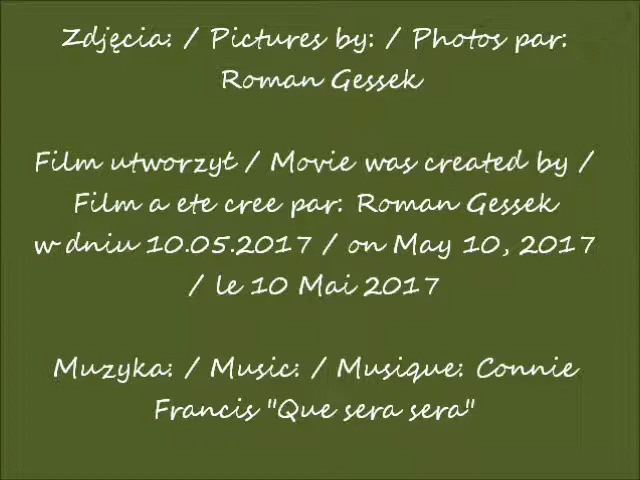 Zdjęcia: / Pictures by: / Photos par:
Roman Gessek
Film utworzył / Movie was created by /
Film a ete cree par: Roman Gessek
w dniu 10.05.2017 / on May 10, 2017
/ le 10 Mai 2017
Muzyka: / Music: / Musique: Connie
Francis "Que sera sera"